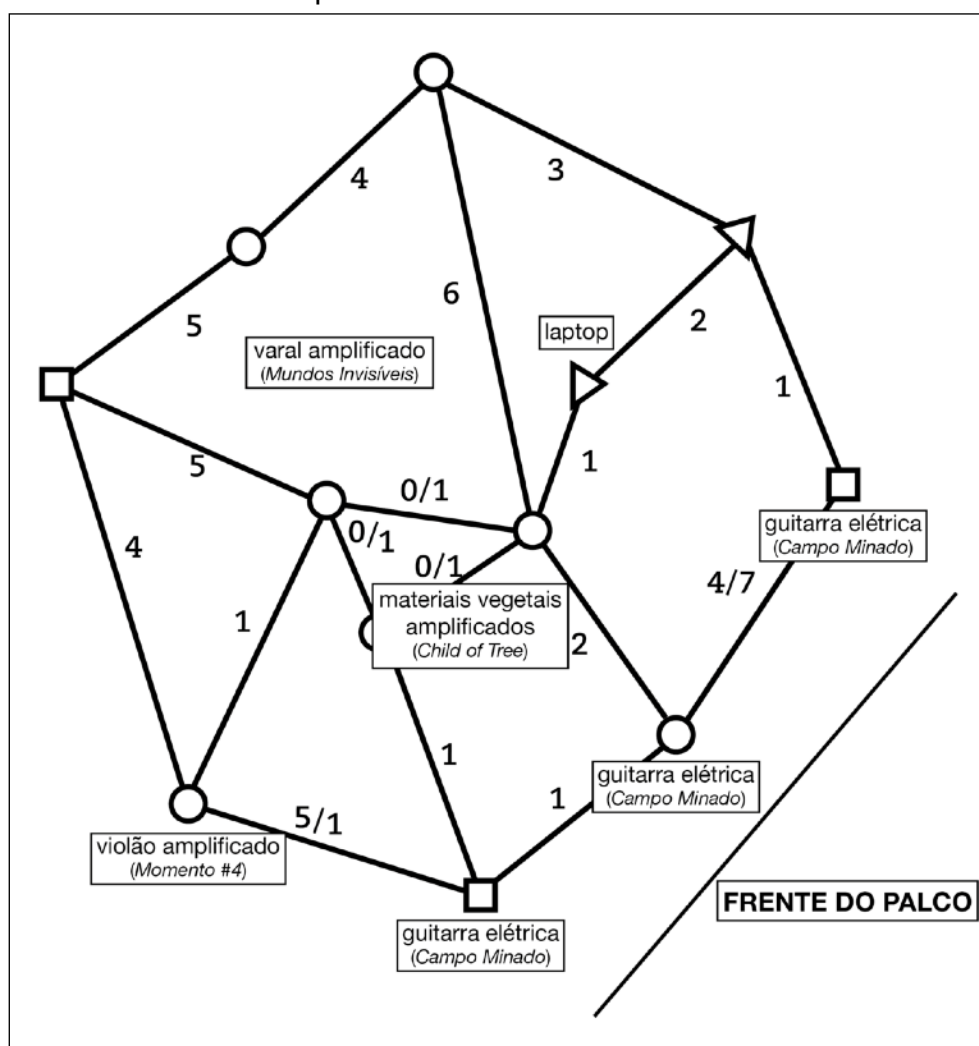 4
3
6
2
5
laptop
varal amplificado
(Mundos Invisíveis)
1
1
5
0/1
guitarra elétrica
(Campo Minado)
0/1
4
0/1
4/7
materiais vegetais
amplificados
(Child of Tree)
1
2
1
guitarra elétrica
(Campo Minado)
1
5/1
violão amplificado
(Momento #4)
FRENTE DO PALCO
guitarra elétrica
(Campo Minado)